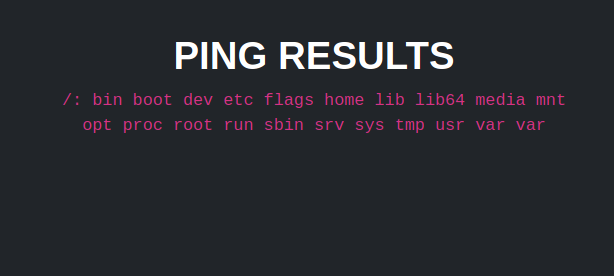 PING RESULTS
/: bin boot dev etc flags home lib lib64 media mnt
opt proc root run sbin srv sys tmp usr var var